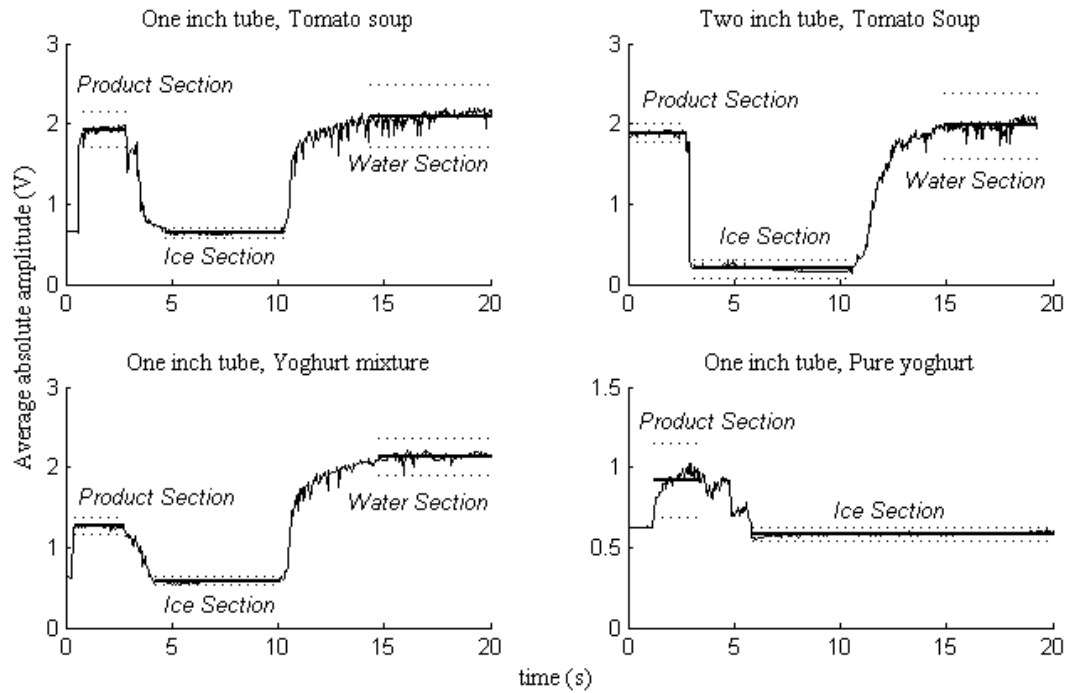 One inch tube, Tomato soup
3
Product Section
2
Water Section
1
Ice Section
0
0 5 10 15 20
Two inch tube, Tomato Soup
3
Product Section
2
Water Section
1
Ice Section
0
0 5 10 15 20
Average absolute amplitude (V)
One inch tube, Yoghurt mixture
3
2
Product Section
Water Section
1
Ice Section
0
0 5 10 15 20
One inch tube, Pure yoghurt
1.5
Product Section
1
Ice Section
0.5
0
0 5 10 15 20
time (s)